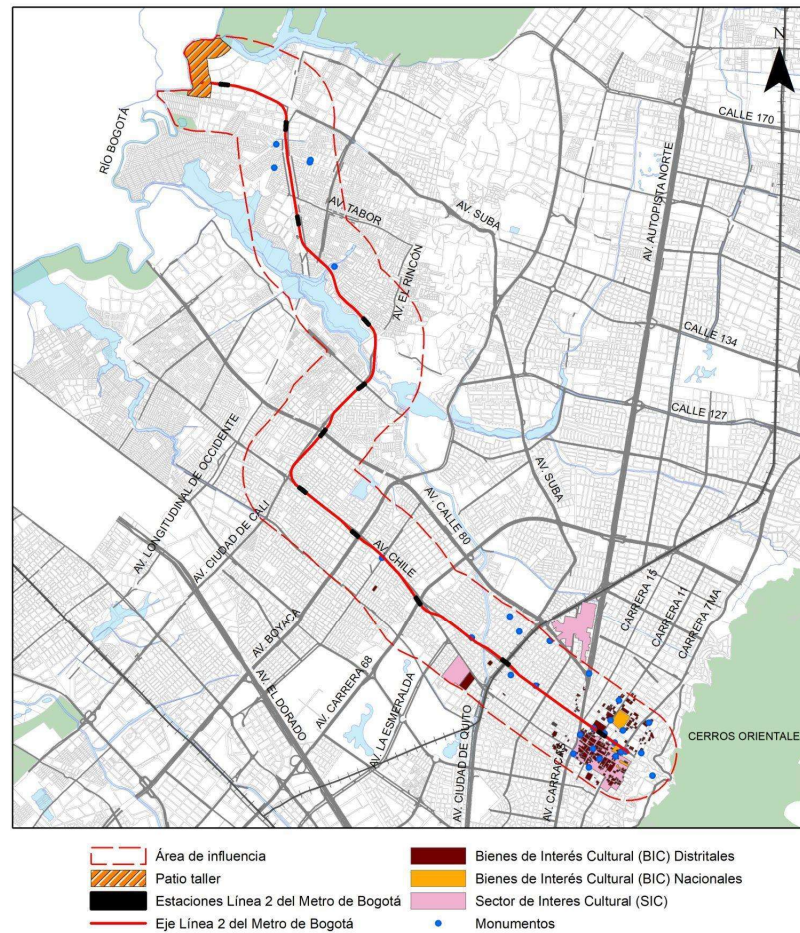 N
CALLE 170
RÍO BOGOTÁ
AV. AUTOPISTA NORTE
AV. TABOR
AV. SUBA
AV. EL RINCÓN
CALLE 134
CALLE 127
AV. LONGITUDINAL DE OCCIDENTE
AV. CIUDAD DE CALI
AV. SUBA
AV. CALLE 80
AV. CHILE
CARRERA 15
CARRERA 11
CARREPA 7MA
AV. BOYACA
AV. EL DORADO
AV. CARRERA 68
AV. LA ESMERALDA
AV. CIUDAD DE QUITO
AV. CARRACAS
CERROS ORIENTALES
Área de influencia
Patio taller
Estaciones Línea 2 del Metro de Bogotá
Eje Línea 2 del Metro de Bogotá
Bienes de Interés Cultural (BIC) Distritales
Bienes de Interés Cultural (BIC) Nacionales
Sector de Interes Cultural (SIC)
Monumentos